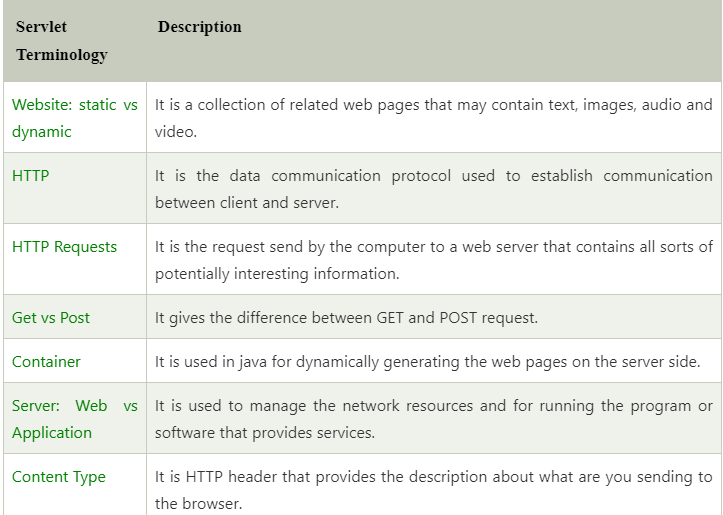 Servlet Description
Terminology
Website: static vs It is a collection of related web pages that may contain text, images, audio and
dynamic video.
HTTP It is the data communication protocol used to establish communication
between client and server.
HTTP Requests It is the request send by the computer to a web server that contains all sorts of
potentially interesting information.
Get vs Post It gives the difference between GET and POST request.
Container It is used in java for dynamically generating the web pages on the server side.
Server: Web vs It is used to manage the network resources and for running the program or
Application software that provides services.
Content Type It is HTTP header that provides the description about what are you sending to
the browser.